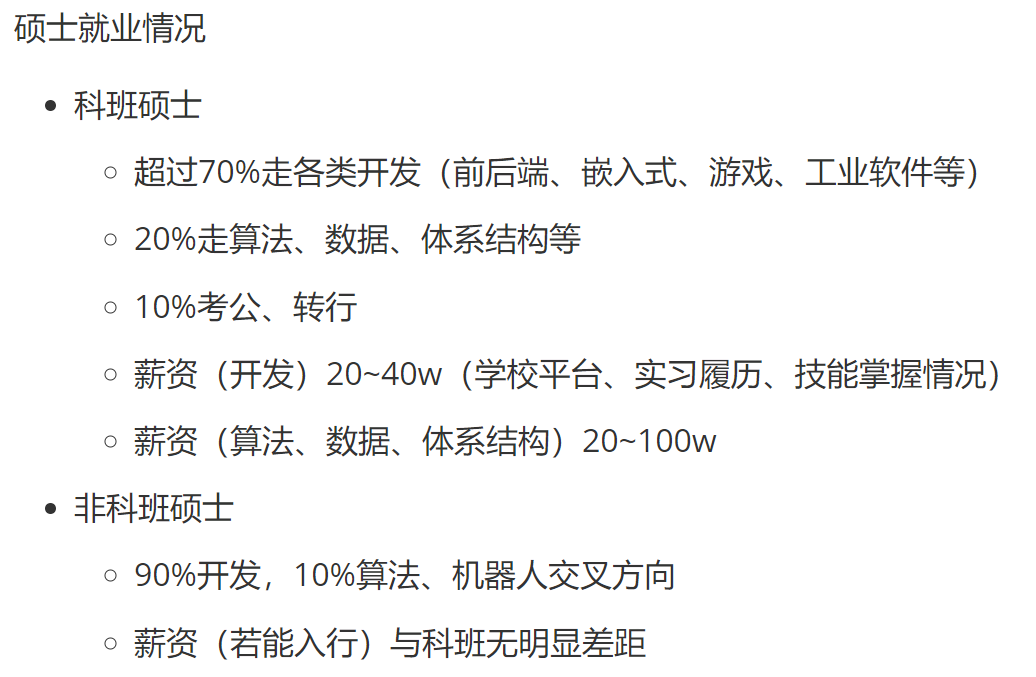 硕士就业情况
科班硕士
超过70%走各类开发（前后端、嵌入式、游戏、工业软件等）
20%走算法、数据、体系结构等
10%考公、转行
薪资（开发）20~40w（学校平台、实习履历、技能掌握情况）
薪资（算法、数据、体系结构）20~100w
非科班硕士
90%开发，10%算法、机器人交叉方向
薪资（若能入行）与科班无明显差距